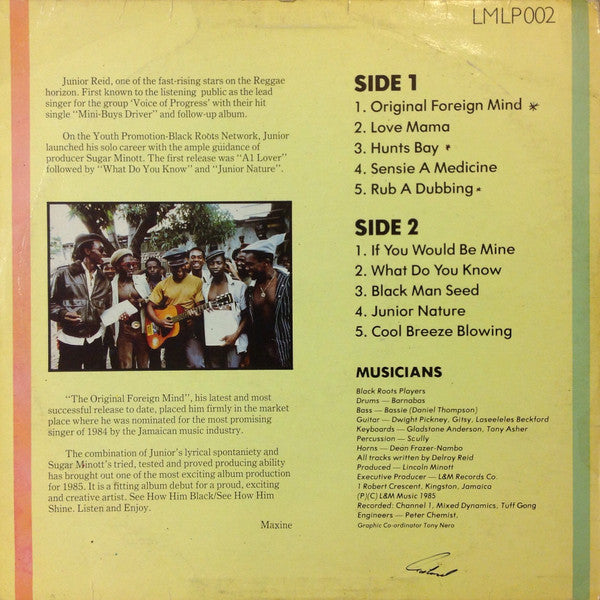 LMLP002
Junior Reid, one of the fast-rising stars on the Reggae
horizon. First known to the listening public as the lead
singer for the group 'Voice of Progress' with their hit
single "Mini-Buys Driver" and follow-up album.
On the Youth Promotion-Black Roots Network, Junior
launched his solo career with the ample guidance of
producer Sugar Minott. The first release was "A1 Lover"
followed by "What Do You Know" and "Junior Nature".
"The Original Foreign Mind", his latest and most
successful release to date, placed him firmly in the market
place where he was nominated for the most promising
singer of 1984 by the Jamaican music industry.
The combination of Junior's lyrical spontaniety and
Sugar Minott's tried, tested and proved producing ability
has brought out one of the most exciting album production
for 1985. It is a fitting album debut for a proud, exciting
and creative artist. See How Him Black/See How Him
Shine. Listen and Enjoy.
Maxine
SIDE 1
1. Original Foreign Mind *
2. Love Mama
3. Hunts Bay *
4. Sensie A Medicine
5. Rub A Dubbing *
SIDE 2
1. If You Would Be Mine
2. What Do You Know
3. Black Man Seed
4. Junior Nature
5. Cool Breeze Blowing
MUSICIANS
Black Roots Players
Drums — Barnabas
Bass — Bassie (Daniel Thompson)
Guitar — Dwight Pickney, Gitsy, Laseeleles Beckford
Keyboards — Gladstone Anderson, Tony Asher
Percussion — Scully
Horns — Dean Frazer-Nambo
All tracks written by Delroy Reid
Produced — Lincoln Minott
Executive Producer — L&M Records Co.
1 Robert Crescent, Kingston, Jamaica
(P)(C) L&M Music 1985
Recorded: Channel 1, Mixed Dynamics, Tuff Gong
Engineers — Peter Chemist,
Graphic Co-ordinator Tony Nero